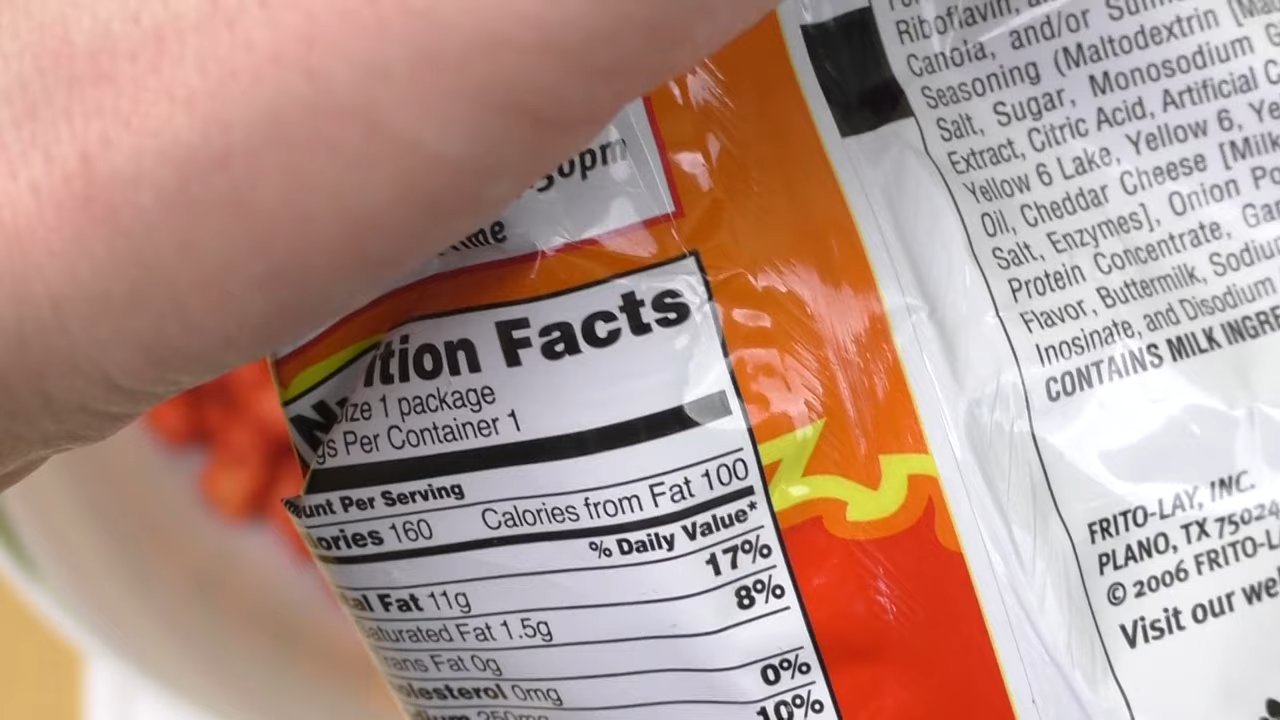 Riboflavin,
Canola, and/or
Seasoning (Maltodextrin
Salt, Sugar, Monosodium
Extract, Citric Acid, Artificial
Yellow 6 Lake, Yellow 6,
Oil, Cheddar Cheese [Milk
Salt, Enzymes], Onion
Protein Concentrate,
Flavor, Buttermilk,
Inosinate, and Disodium
CONTAINS MILK
FRITO-LAY, INC.
PLANO, TX 75024
© 2006 FRITO-
Visit our
30pm
ition Facts
ize 1 package
gs Per Container 1
unt Per Serving
ories 160 Calories from Fat 100
% Daily Value*
al Fat 11g 17%
aturated Fat 1.5g 8%
rans Fat 0g
olesterol 0mg 0%
250mg 10%